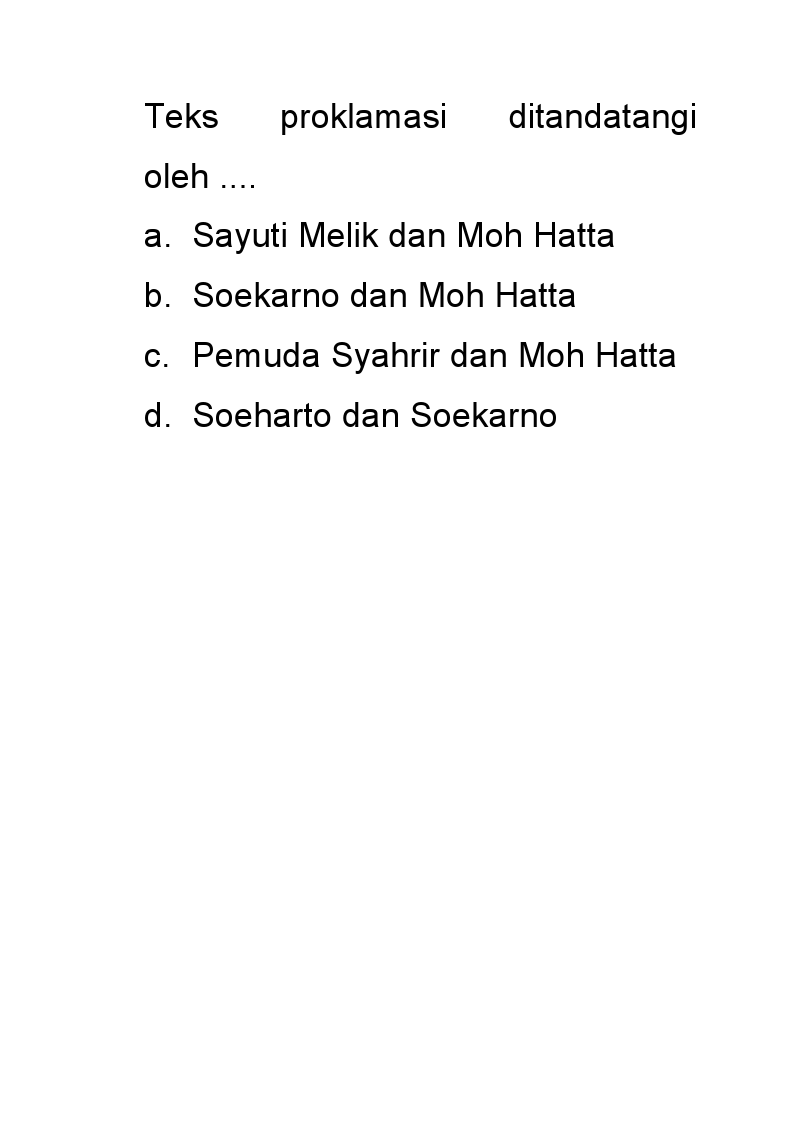 Teks proklamasi ditandatangi
oleh ....
a. Sayuti Melik dan Moh Hatta
b. Soekarno dan Moh Hatta
c. Pemuda Syahrir dan Moh Hatta
d. Soeharto dan Soekarno